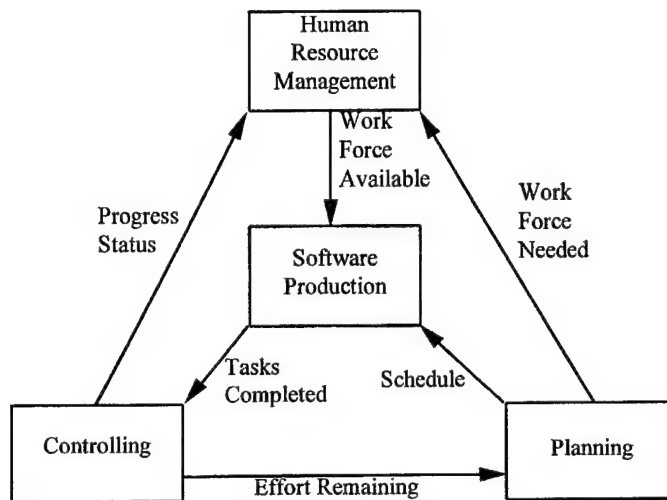 Human
Resource
Management
Work
Force
Available
Progress
Status
Work
Force
Needed
Software
Production
Tasks
Completed
Schedule
Controlling
Planning
Effort Remaining